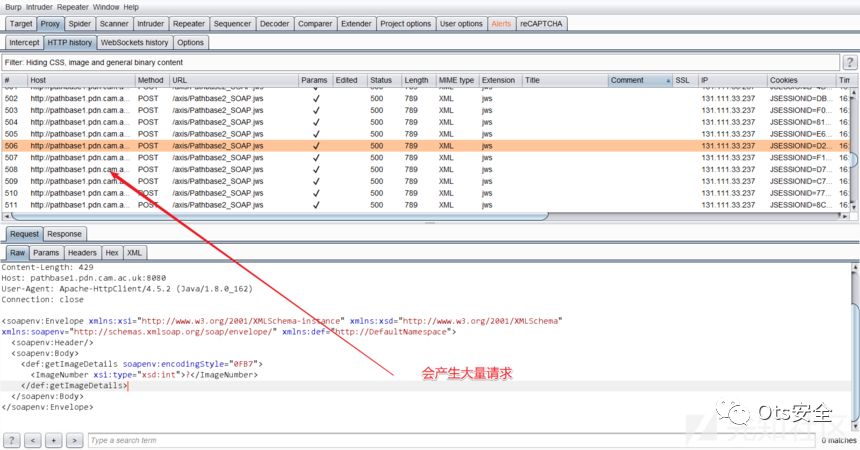 Burp Intruder Repeater Window Help
Target Proxy Spider Scanner Intruder Repeater Sequencer Decoder Comparer Extender Project options User options Alerts reCAPTCHA
Intercept HTTP history WebSockets history Options
Filter: Hiding CSS, image and general binary content ?
# Host Method URL Params Edited Status Length MIME type Extension Title Comment SSL IP Cookies
502 http://pathbase1.pdn.cam.a... POST /axis/Pathbase2_SOAP.jws ✓ 500 789 XML jws 131.111.33.237 JSESSIONID=DB... 16:
503 http://pathbase1.pdn.cam.a... POST /axis/Pathbase2_SOAP.jws ✓ 500 789 XML jws 131.111.33.237 JSESSIONID=F0... 16:
504 http://pathbase1.pdn.cam.a... POST /axis/Pathbase2_SOAP.jws ✓ 500 789 XML jws 131.111.33.237 JSESSIONID=81... 16:
505 http://pathbase1.pdn.cam.a... POST /axis/Pathbase2_SOAP.jws ✓ 500 789 XML jws 131.111.33.237 JSESSIONID=E6... 16:
506 http://pathbase1.pdn.cam.a... POST /axis/Pathbase2_SOAP.jws ✓ 500 789 XML jws 131.111.33.237 JSESSIONID=D2... 16:
507 http://pathbase1.pdn.cam.a... POST /axis/Pathbase2_SOAP.jws ✓ 500 789 XML jws 131.111.33.237 JSESSIONID=F1... 16:
508 http://pathbase1.pdn.cam.a... POST /axis/Pathbase2_SOAP.jws ✓ 500 789 XML jws 131.111.33.237 JSESSIONID=D7... 16:
509 http://pathbase1.pdn.cam.a... POST /axis/Pathbase2_SOAP.jws ✓ 500 789 XML jws 131.111.33.237 JSESSIONID=C7... 16:
510 http://pathbase1.pdn.cam.a... POST /axis/Pathbase2_SOAP.jws ✓ 500 789 XML jws 131.111.33.237 JSESSIONID=77... 16:
511 http://pathbase1.pdn.cam.a... POST /axis/Pathbase2_SOAP.jws ✓ 500 789 XML jws 131.111.33.237 JSESSIONID=8C... 16:
Request Response
Raw Params Headers Hex XML
Content-Length: 429
Host: pathbase1.pdn.cam.ac.uk:8080
User-Agent: Apache-HttpClient/4.5.2 (Java/1.8.0_162)
Connection: close
<soapenv:Envelope xmlns:xsi="http://www.w3.org/2001/XMLSchema-instance" xmlns:xsd="http://www.w3.org/2001/XMLSchema"
xmlns:soapenv="http://schemas.xmlsoap.org/soap/envelope/" xmlns:def="http://DefaultNamespace">
<soapenv:Header/>
<soapenv:Body>
<def:getImageDetails soapenv:encodingStyle="0FB7">
<ImageNumber xsi:type="xsd:int">?</ImageNumber>
</def:getImageDetails>
</soapenv:Body>
</soapenv:Envelope>
会产生大量请求
Ots安全
? < + > Type a search term 0 matches